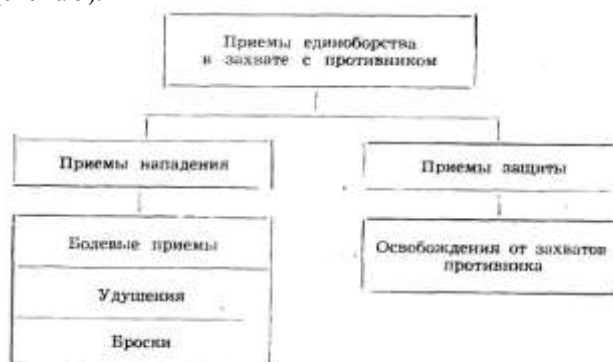 Приемы единоборства
в захвате с противником
Приемы нападения
Приемы защиты
Болевые приемы
Освобождения от захватов
противника
Удушения
Броски